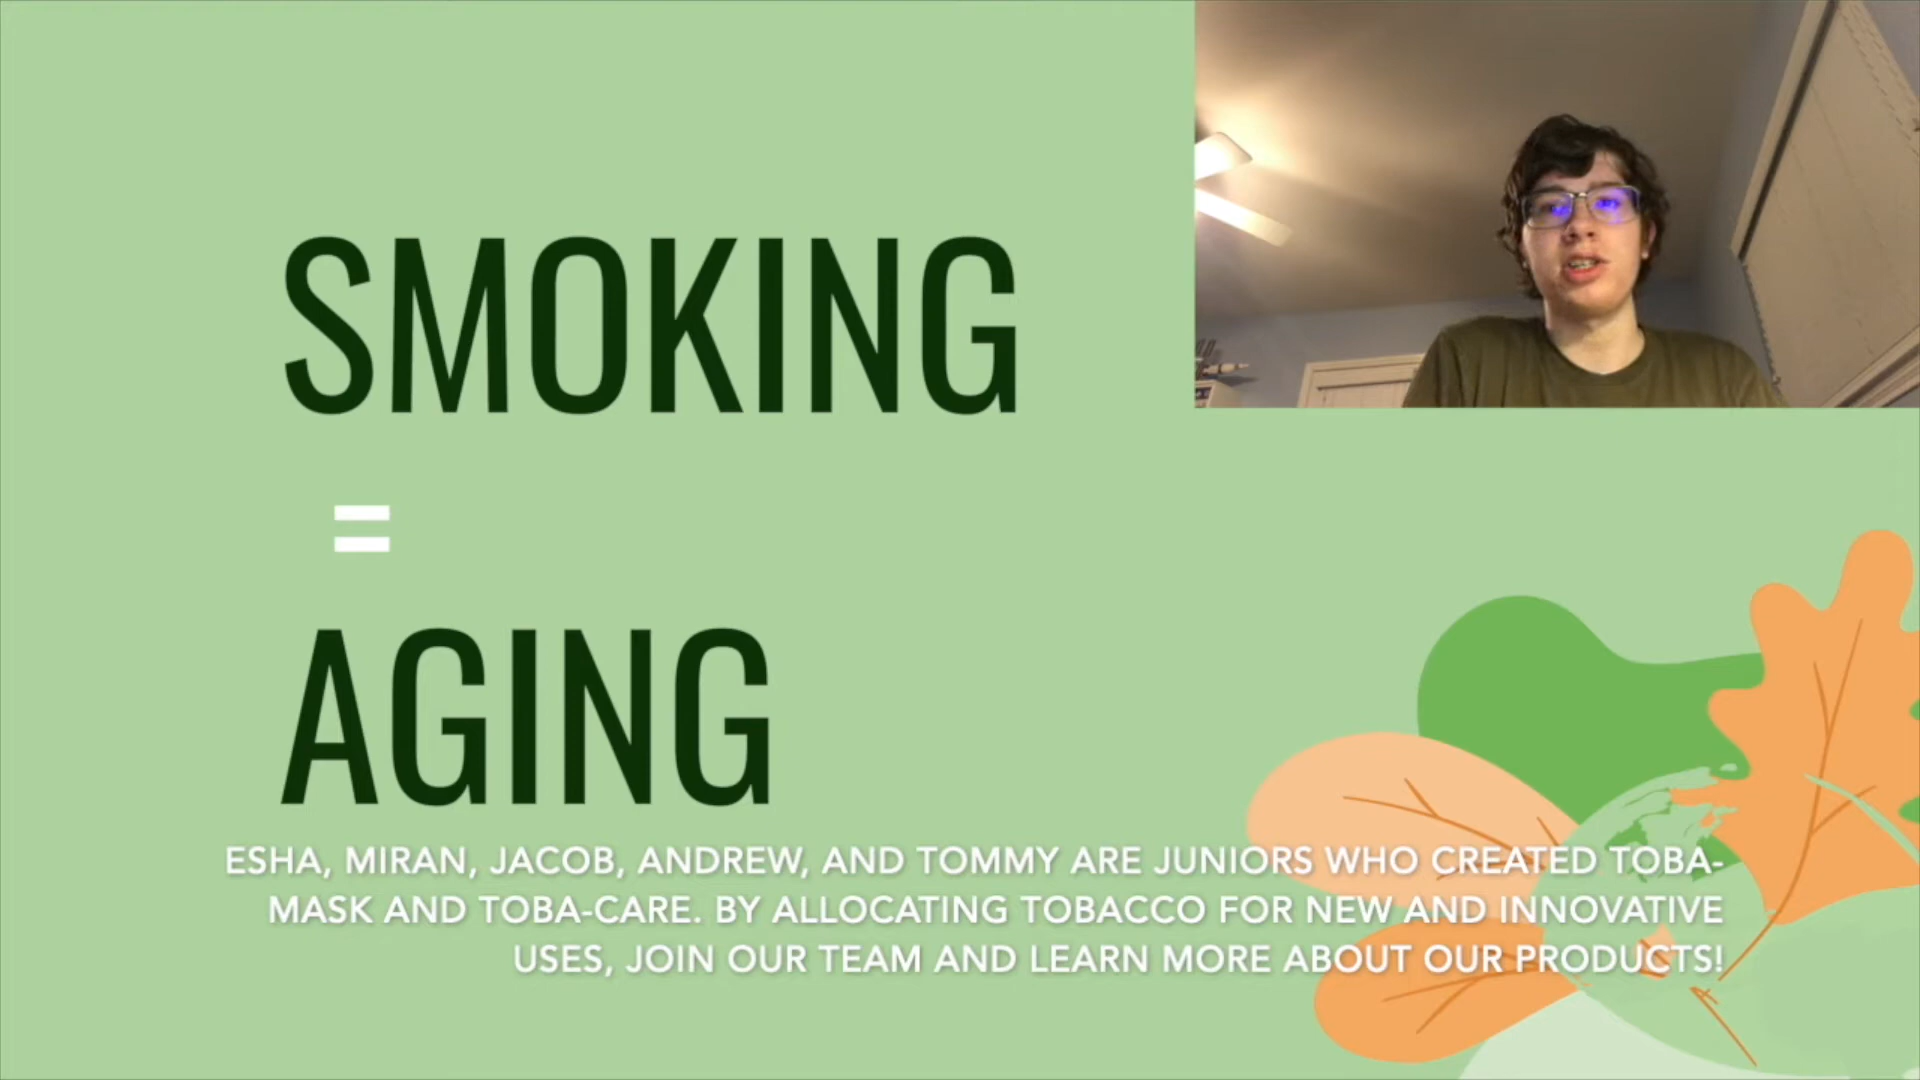 SMOKING
=
AGING
ESHA, MIRAN, JACOB, ANDREW, AND TOMMY ARE JUNIORS WHO CREATED TOBA-
MASK AND TOBA-CARE. BY ALLOCATING TOBACCO FOR NEW AND INNOVATIVE
USES, JOIN OUR TEAM AND LEARN MORE ABOUT OUR PRODUCTS!